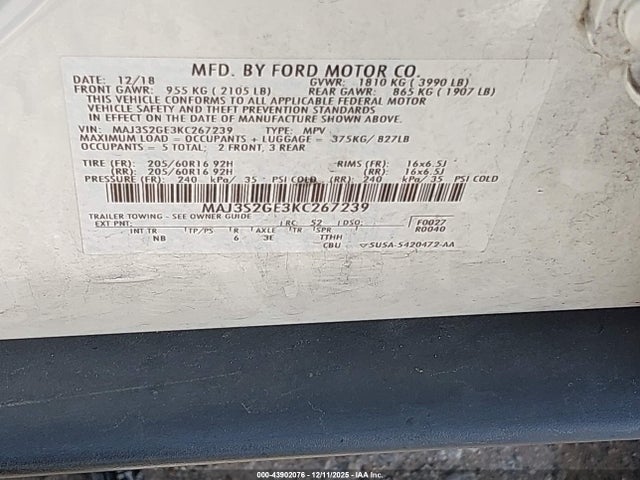 MFD. BY FORD MOTOR CO.
DATE: 12/18 GVWR: 1810 KG ( 3990 LB)
FRONT GAWR: 955 KG ( 2105 LB) REAR GAWR: 865 KG ( 1907 LB)
THIS VEHICLE CONFORMS TO ALL APPLICABLE FEDERAL MOTOR
VEHICLE SAFETY AND THEFT PREVENTION STANDARDS
IN EFFECT ON THE DATE OF MANUFACTURE SHOWN ABOVE.
VIN: MAJ3S2GE3KC267239 TYPE: MPV
MAXIMUM LOAD = OCCUPANTS + LUGGAGE = 375KG/ 827LB
OCCUPANTS = 5 TOTAL; 2 FRONT, 3 REAR
TIRE (FR): 205/60R16 92H RIMS (FR): 16x6.5J
(RR): 205/60R16 92H (RR): 16x6.5J
PRESSURE (FR): 240 kPa/ 35 PSI COLD (RR): 240 kPa/ 35 PSI COLD
MAJ3S2GE3KC267239
TRAILER TOWING - SEE OWNER GUIDE RC: 52 DSO: F0027
R0040
INT TR TP/PS R AXLE TR SPR
NB 6 3E TTHH
CBU 5U5A-5420472-AA
00-43902076 - 12/11/2025 - IAA Inc.